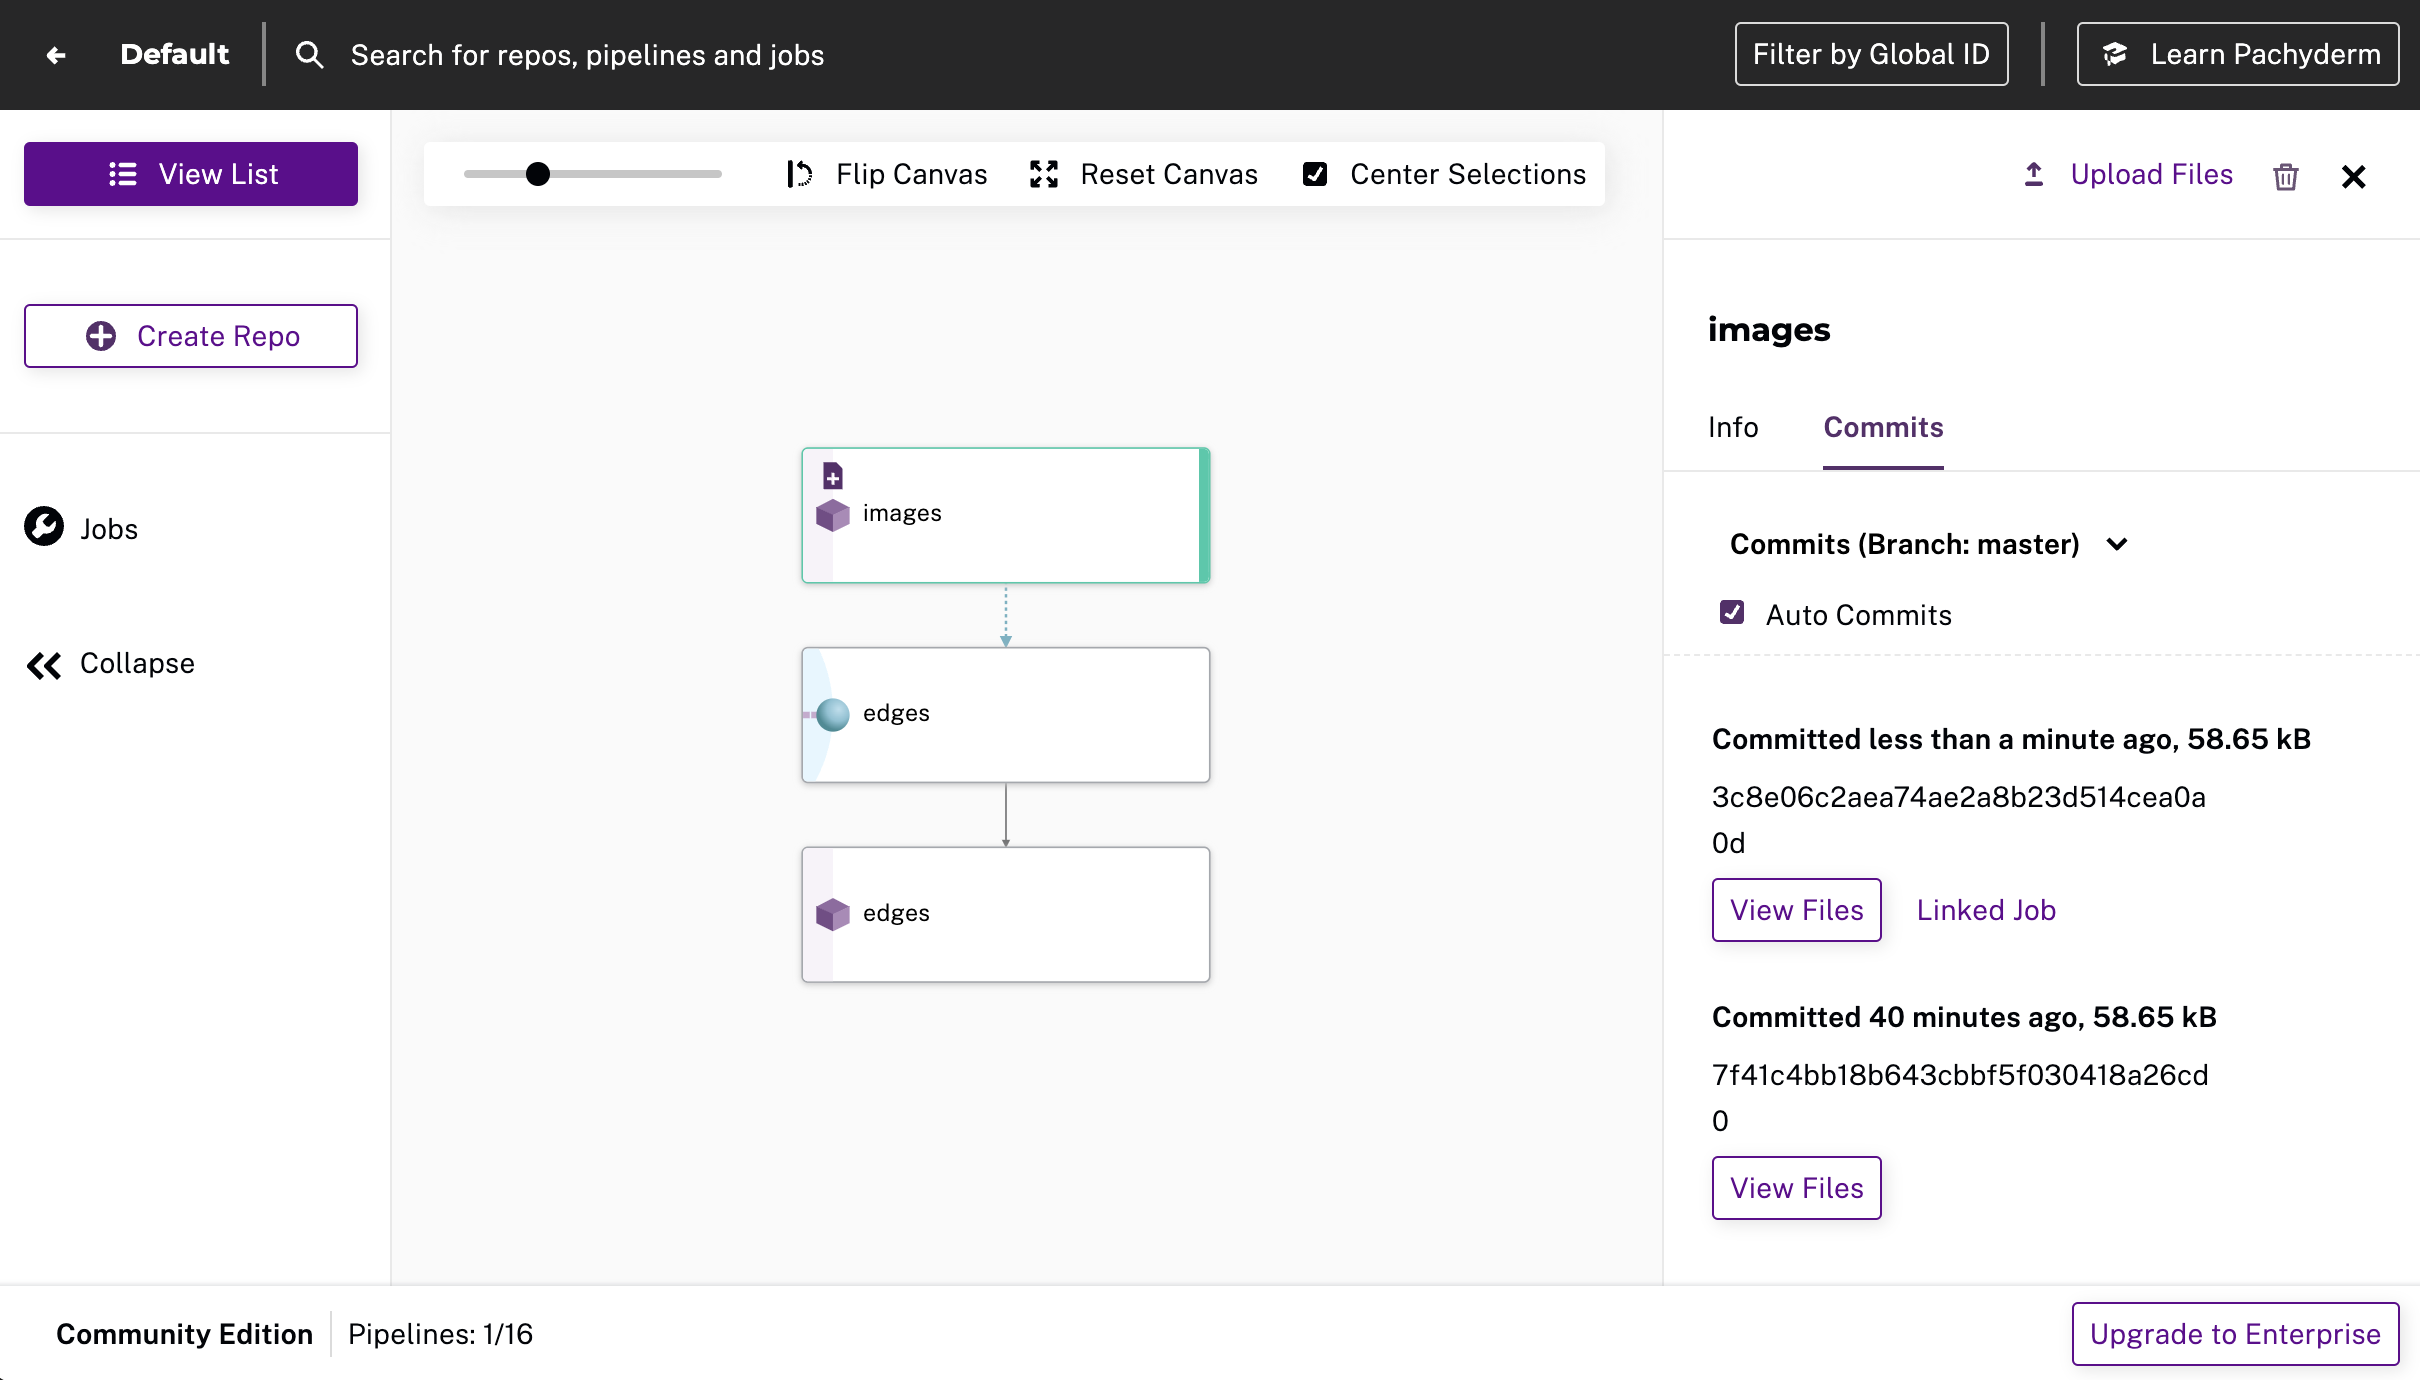 Default
Search for repos, pipelines and jobs
Filter by Global ID
Learn Pachyderm
View List
Flip Canvas
Reset Canvas
Center Selections
Upload Files
Create Repo
images
Info
Commits
Commits (Branch: master)
Auto Commits
images
Jobs
Collapse
edges
edges
Committed less than a minute ago, 58.65 kB
3c8e06c2aea74ae2a8b23d514cea0a
0d
View Files
Linked Job
Committed 40 minutes ago, 58.65 kB
7f41c4bb18b643cbbf5f030418a26cd
0
View Files
Community Edition
Pipelines: 1/16
Upgrade to Enterprise